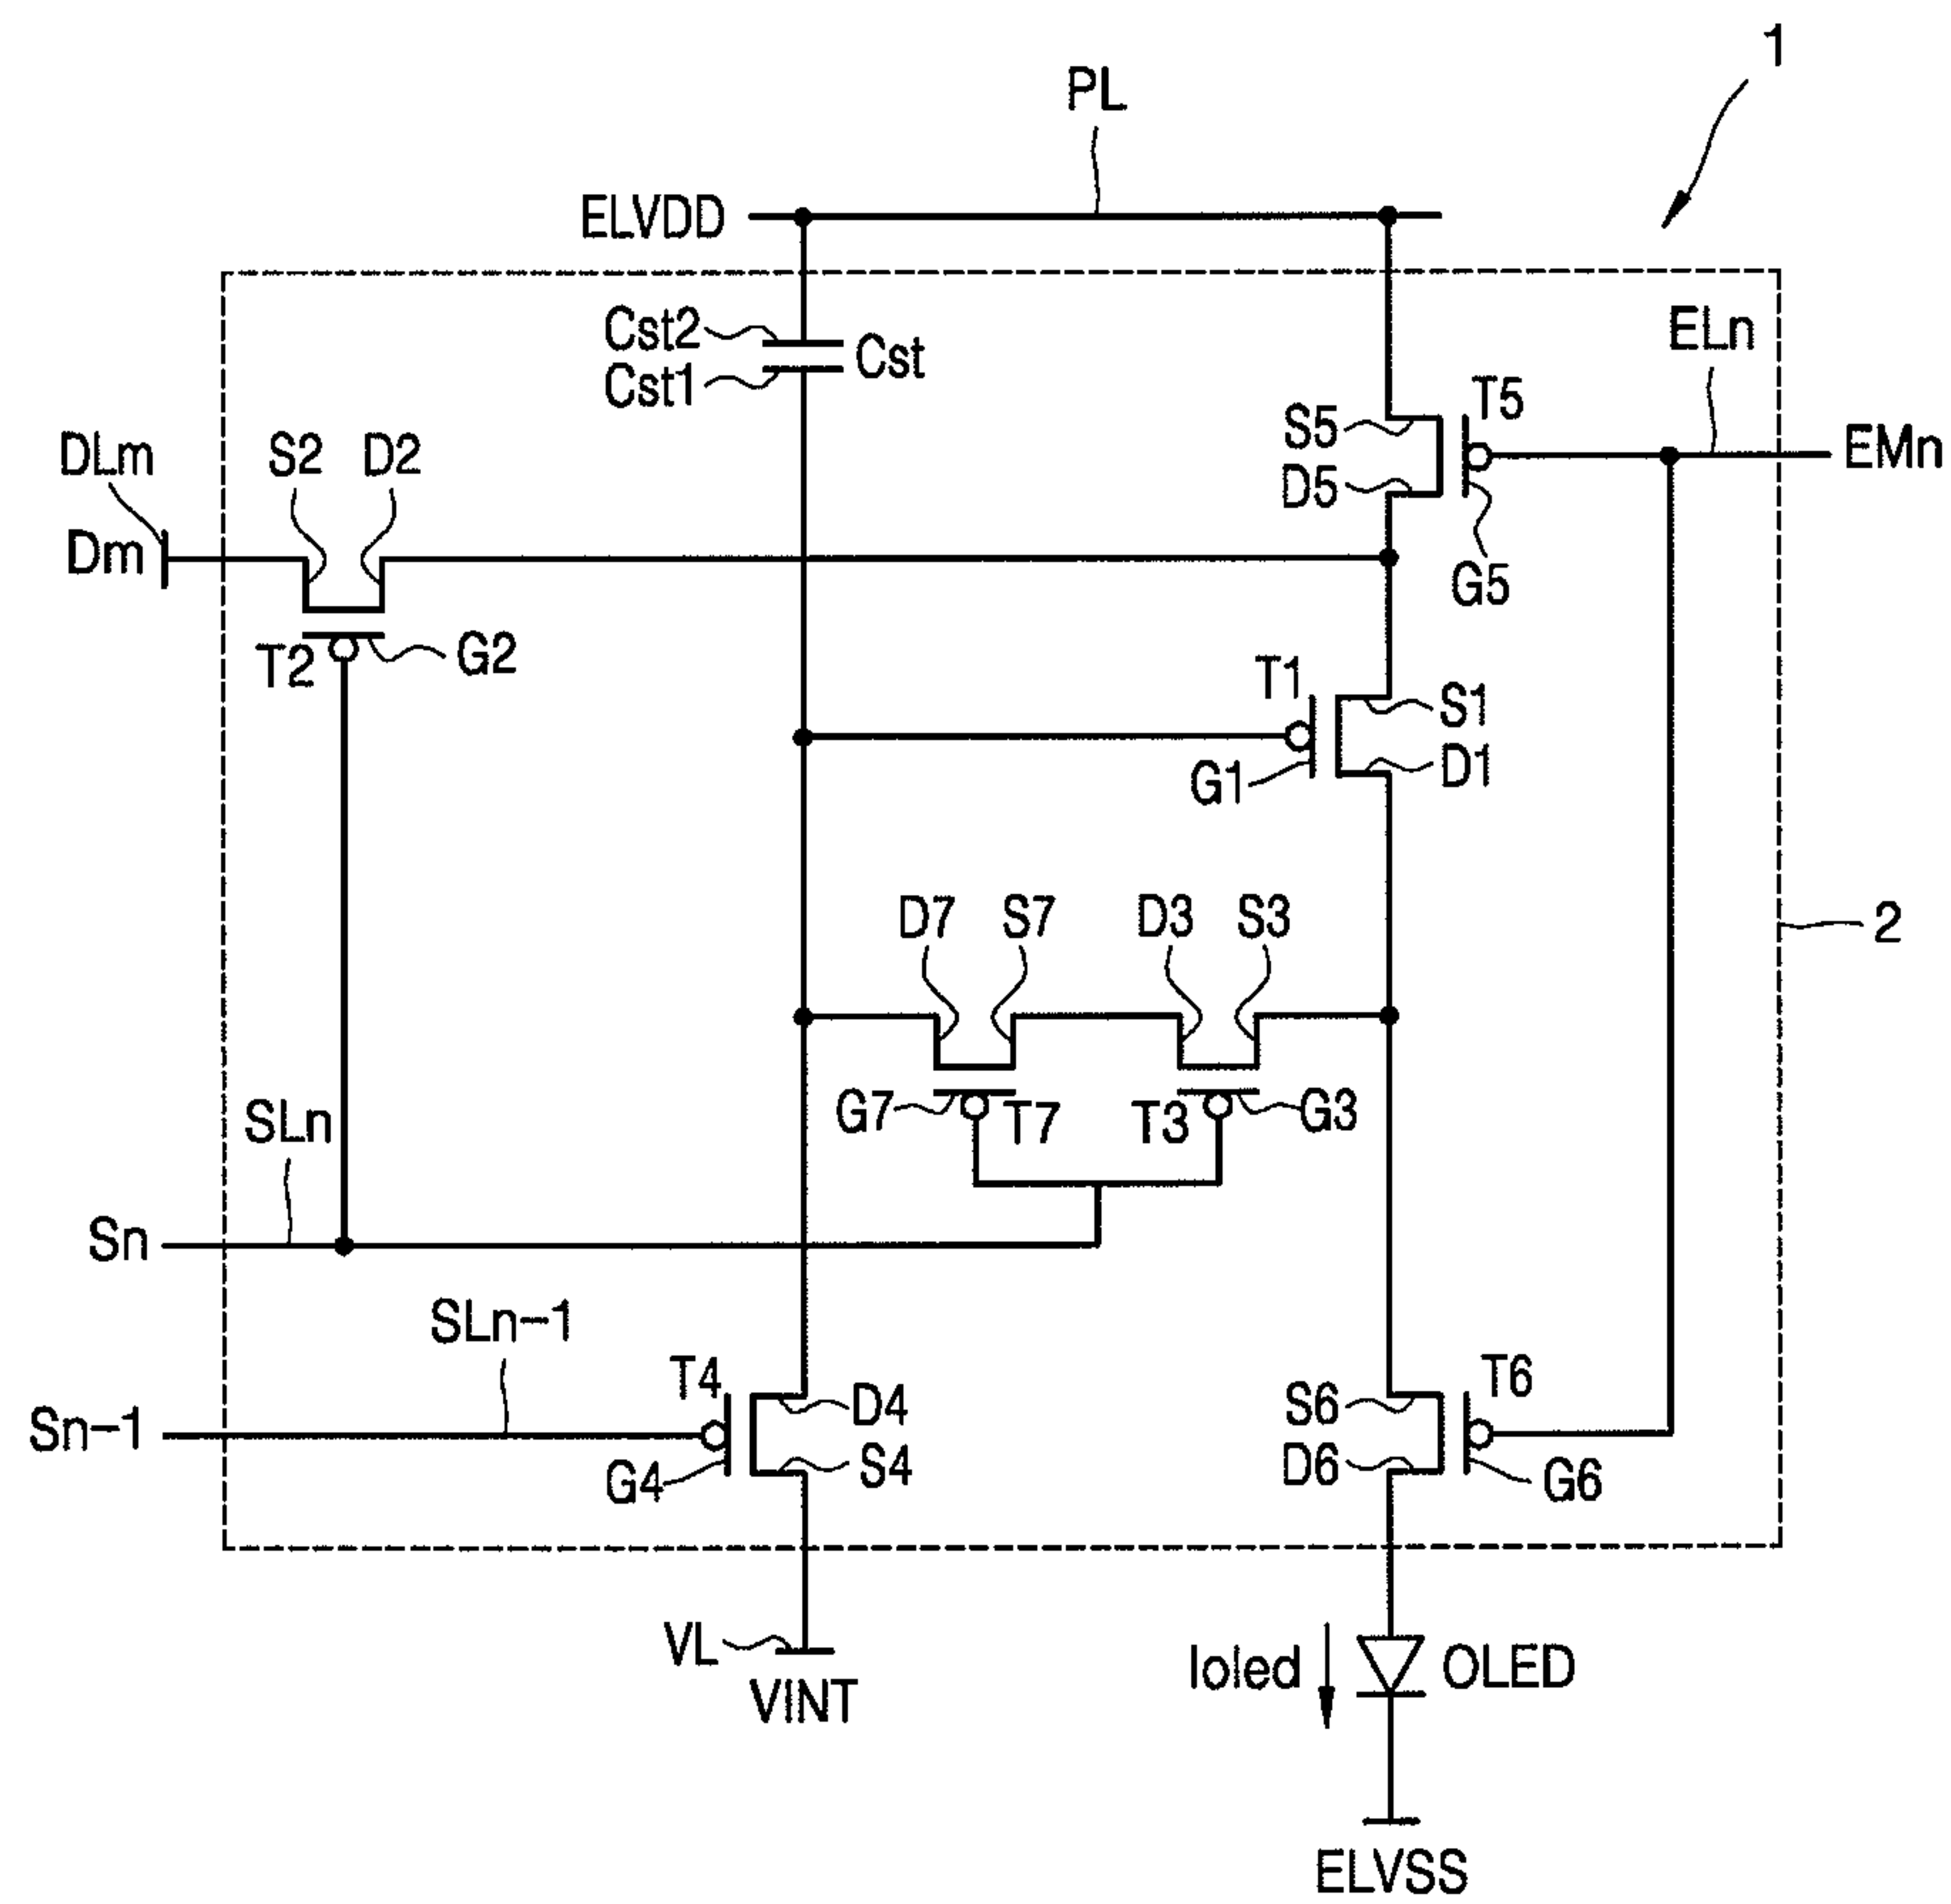 1
PL
ELVDD
Cst2
Cst
Cst1
ELn
T5
S5
D5
EMn
G5
DLm
S2
D2
Dm
T2
G2
T1
S1
G1
D1
D7
S7
D3
S3
2
G7
T7
T3
G3
SLn
Sn
SLn-1
T4
D4
Sn-1
G4
S4
S6
T6
D6
G6
VL
VINT
Ioled
OLED
ELVSS